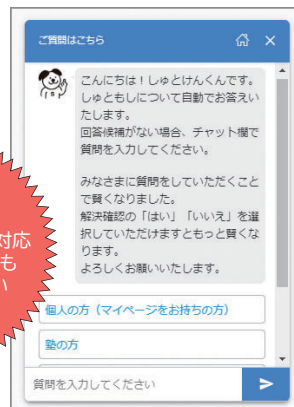 ご質問はこちら
こんにちは！しゅとけんくんです。
しゅともしについて自動でお答えい
たします。
回答候補がない場合、チャット欄で
質問を入力してください。
みなさまに質問をしていただくこと
で賢くなりました。
解決確認の「はい」「いいえ」を選
択していただけますともっと賢くな
ります。
よろしくお願いいたします。
対応
も
い
個人の方（マイページをお持ちの方）
塾の方
質問を入力してください